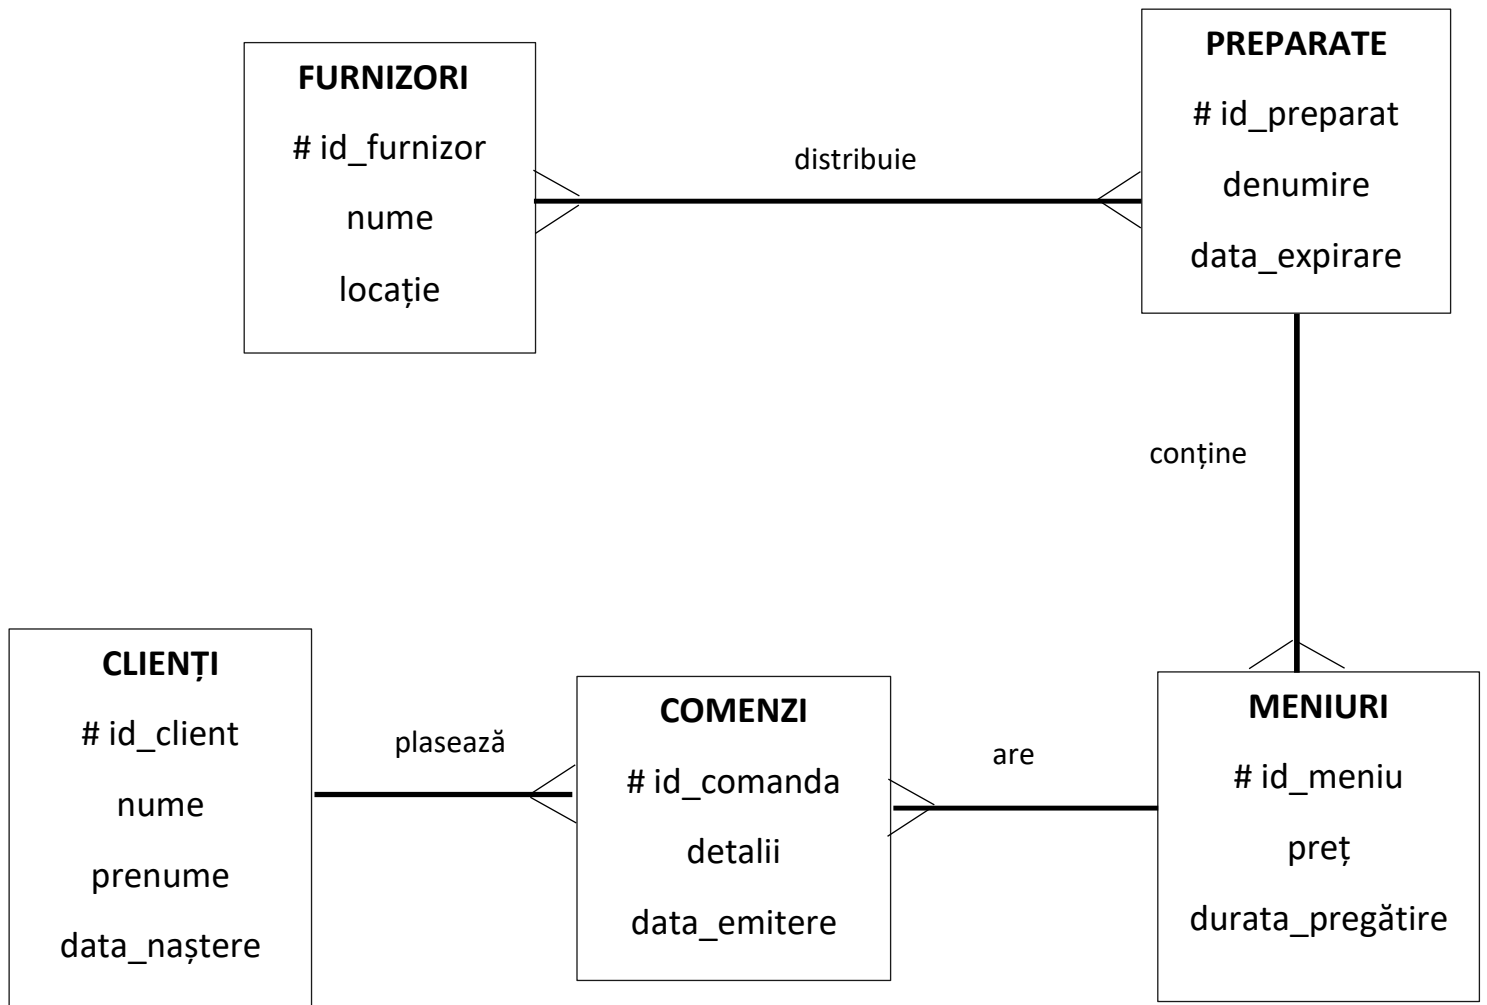 FURNIZORI
# id_furnizor
nume
locație
distribuie
PREPARATE
# id_preparat
denumire
data_expirare
conține
CLIENȚI
# id_client
nume
prenume
data_naștere
plasează
COMENZI
# id_comanda
detalii
data_emitere
are
MENIURI
# id_meniu
preț
durata_pregătire